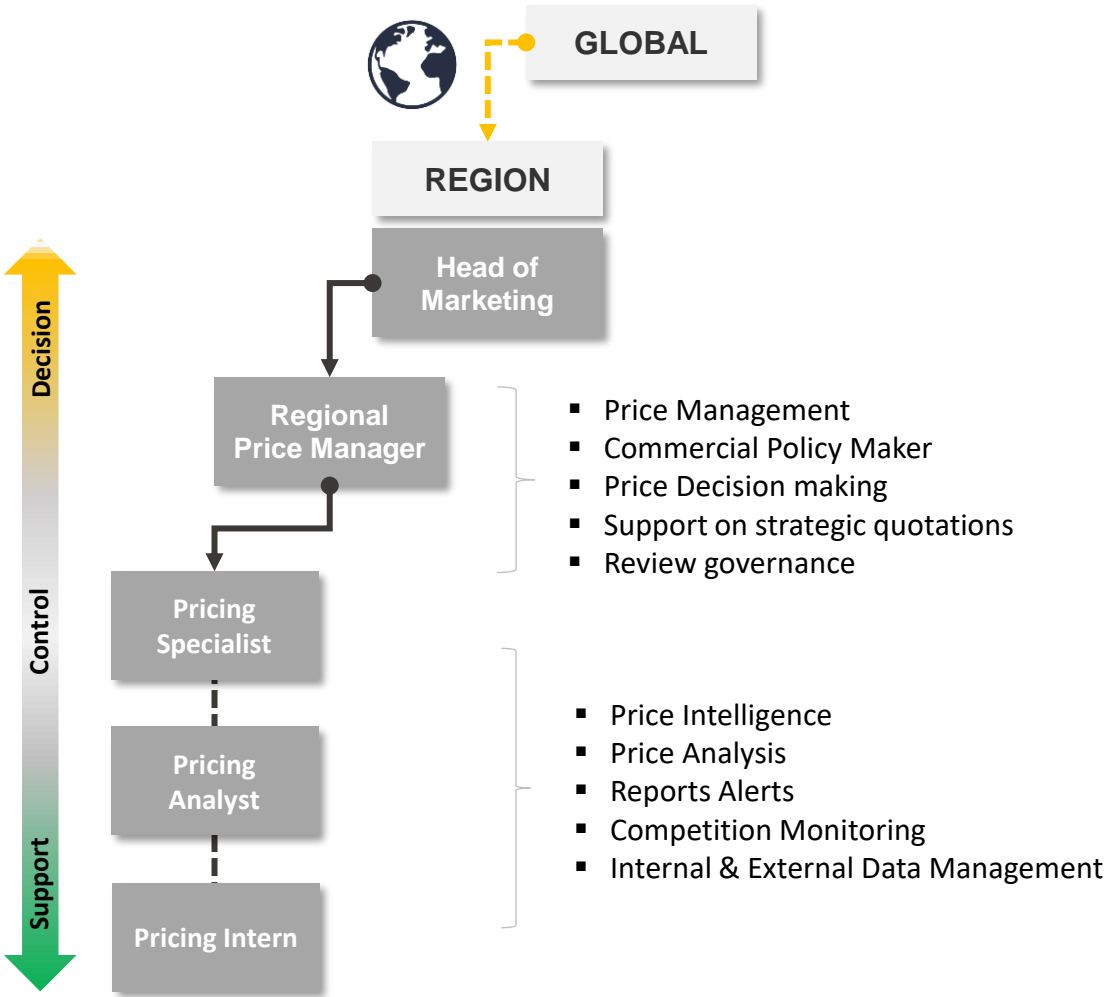 GLOBAL
REGION
Head of
Marketing
Decision
Regional
Price Manager
▪ Price Management
▪ Commercial Policy Maker
▪ Price Decision making
▪ Support on strategic quotations
▪ Review governance
Control
Pricing
Specialist
Pricing
Analyst
▪ Price Intelligence
▪ Price Analysis
▪ Reports Alerts
▪ Competition Monitoring
▪ Internal & External Data Management
Support
Pricing Intern